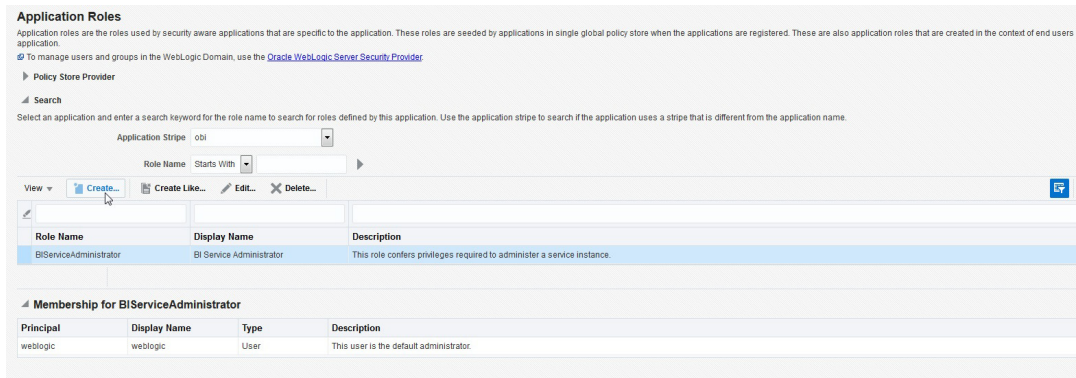 Application Roles
Application roles are the roles used by security aware applications that are specific to the application. These roles are seeded by applications in single global policy store when the applications are registered. These are also application roles that are created in the context of end users
application.
To manage users and groups in the WebLogic Domain, use the Oracle WebLogic Server Security Provider.
Policy Store Provider
Search
Select an application and enter a search keyword for the role name to search for roles defined by this application. Use the application stripe to search if the application uses a stripe that is different from the application name.
Application Stripe obi
Role Name Starts With
View Create... Create Like... Edit... Delete...
Role Name Display Name Description
BIServiceAdministrator BI Service Administrator This role confers privileges required to administer a service instance.
Membership for BIServiceAdministrator
Principal Display Name Type Description
weblogic weblogic User This user is the default administrator.